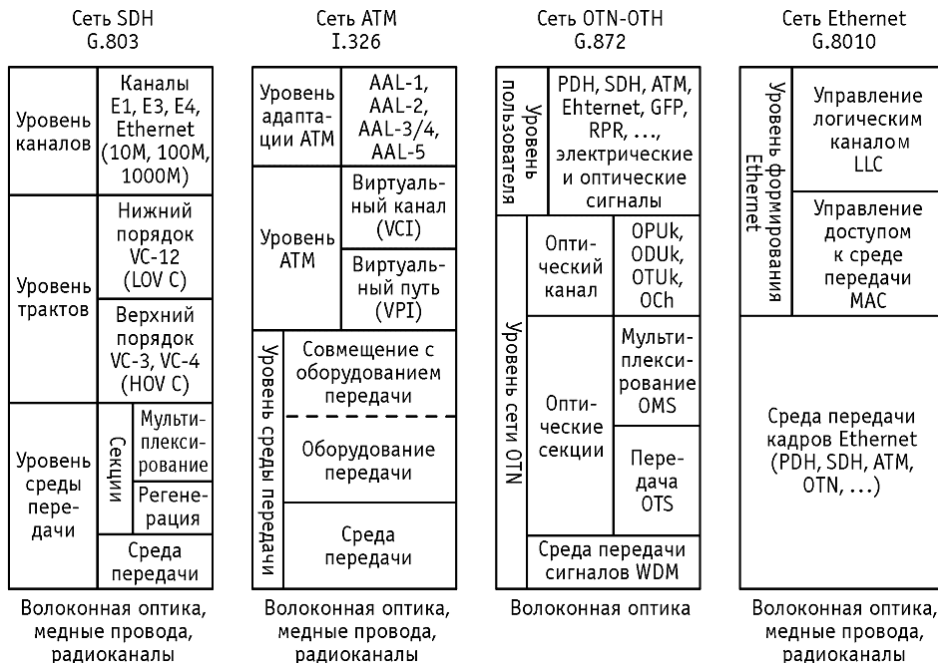 Сеть SDH
G.803
Уровень
каналов
Каналы
E1, E3, E4,
Ethernet
(10M, 100M,
1000M)
Уровень
трактов
Нижний
порядок
VC-12
(LOV C)
Верхний
порядок
VC-3, VC-4
(HOV C)
Уровень
среды
пере-
дачи
Секции
Мульти-
плекси-
рование
Регене-
рация
Среда
передачи
Волоконная оптика,
медные провода,
радиоканалы
Сеть ATM
I.326
Уровень
адапта-
ции ATM
AAL-1,
AAL-2,
AAL-3/4,
AAL-5
Уровень
ATM
Виртуаль-
ный канал
(VCI)
Виртуаль-
ный путь
(VPI)
Уровень среды передачи
Совмещение с
оборудованием
передачи
Оборудование
передачи
Среда
передачи
Волоконная оптика,
медные провода,
радиоканалы
Сеть OTN-OTH
G.872
Уровень
пользователя
PDH, SDH, ATM,
Ehternet, GFP,
RPR, ...,
электрические
и оптические
сигналы
Уровень сети OTN
Опти-
ческий
канал
OPUk,
ODUk,
OTUk,
OCh
Опти-
ческие
секции
Мульти-
плекси-
рование
OMS
Пере-
дача
OTS
Среда передачи
сигналов WDM
Волоконная оптика
Сеть Ethernet
G.8010
Уровень формирования
Ethernet
Управление
логическим
каналом
LLC
Управление
доступом
к среде
передачи
MAC
Среда передачи
кадров Ethernet
(PDH, SDH, ATM,
OTN, ...)
Волоконная оптика,
медные провода,
радиоканалы